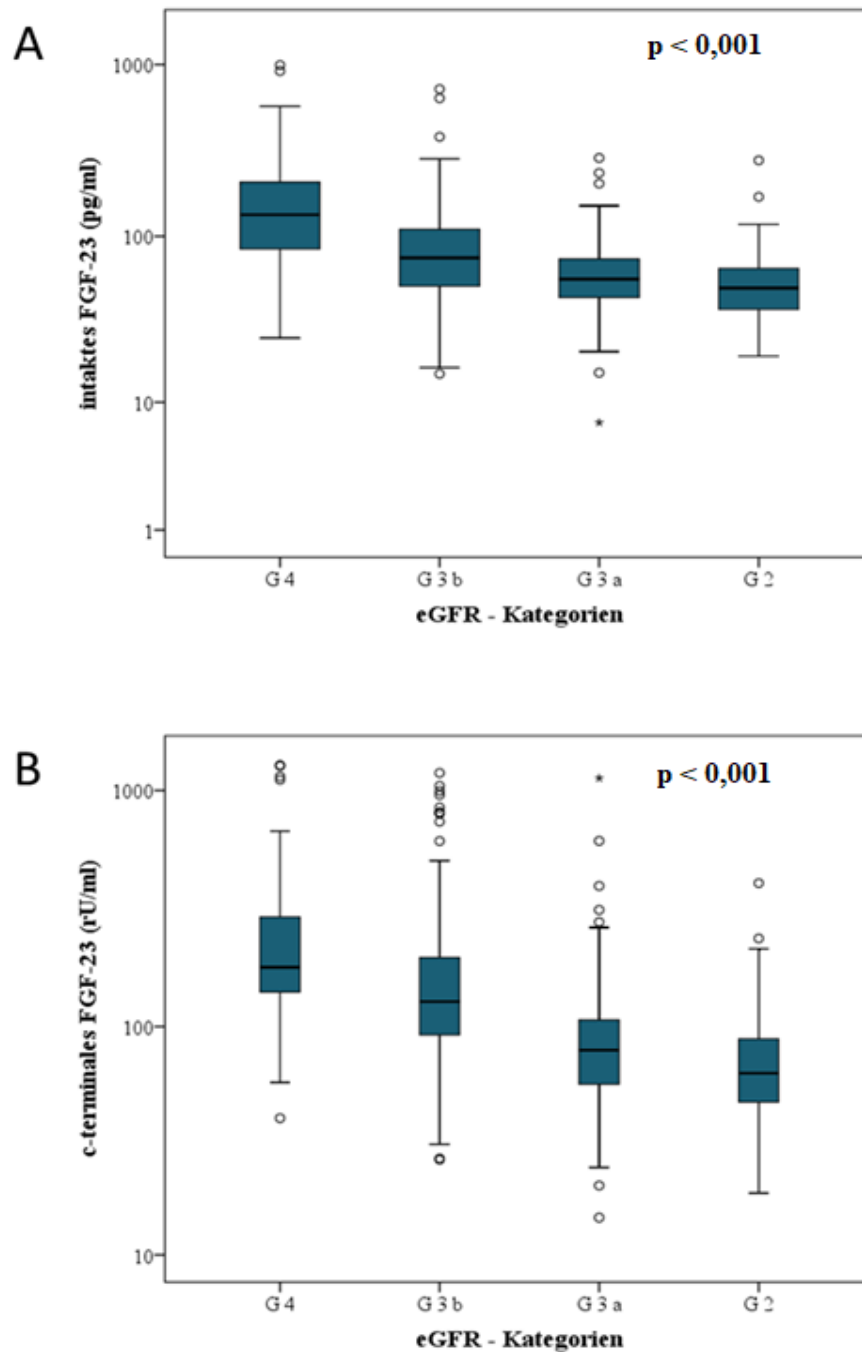 A
p < 0,001
intaktes FGF-23 (pg/ml)
1000
100
10
1
G 4
G 3 b
G 3 a
G 2
eGFR - Kategorien
B
p < 0,001
c-terminales FGF-23 (rU/ml)
1000
100
10
G 4
G 3 b
G 3 a
G 2
eGFR - Kategorien